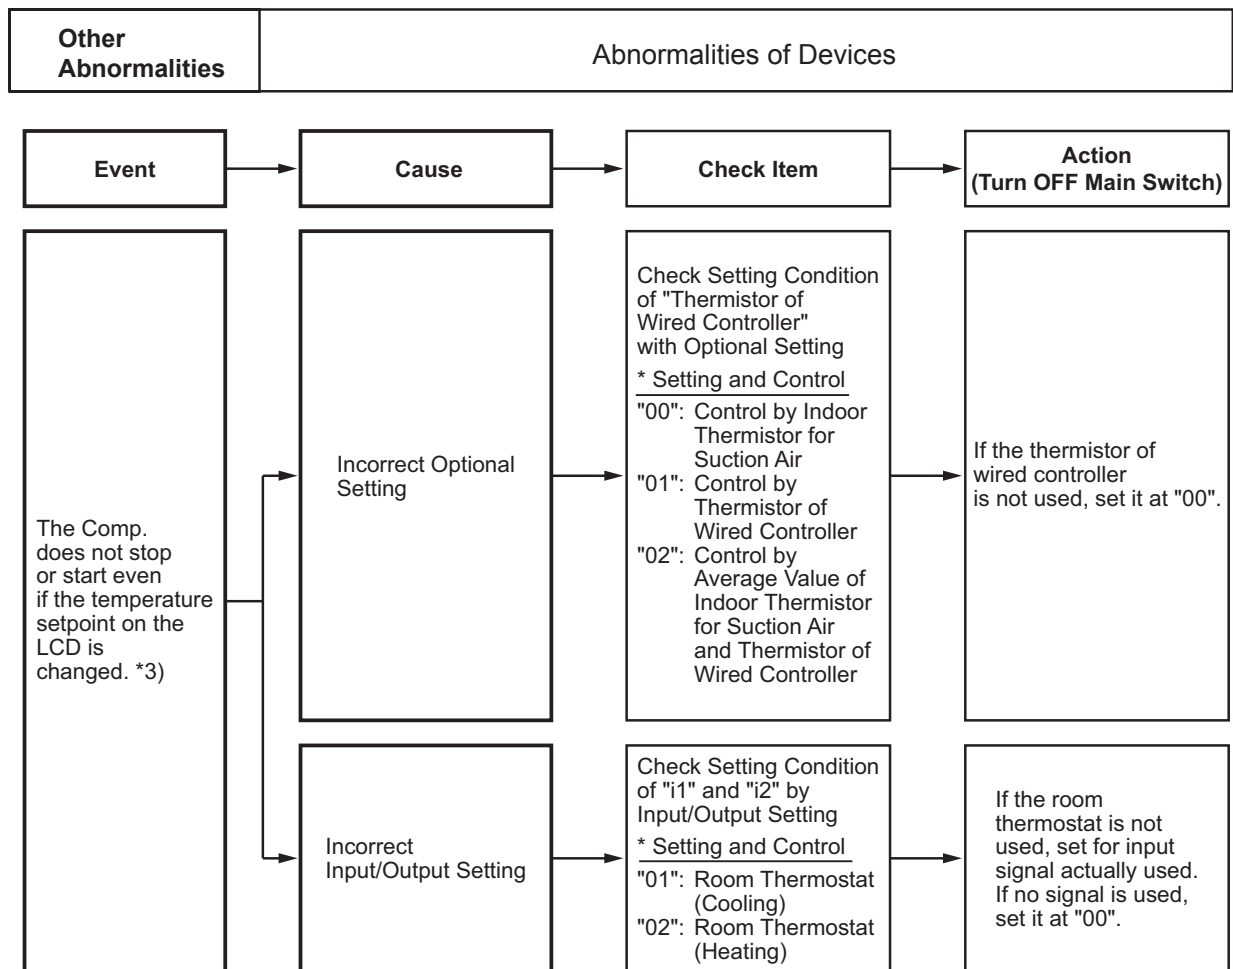 Other
Abnormalities
Abnormalities of Devices
Event
Cause
Check Item
Action
(Turn OFF Main Switch)
The Comp.
does not stop
or start even
if the temperature
setpoint on the
LCD is
changed. *3)
Incorrect Optional
Setting
Check Setting Condition
of "Thermistor of
Wired Controller"
with Optional Setting
* Setting and Control
"00": Control by Indoor
Thermistor for
Suction Air
"01": Control by
Thermistor of
Wired Controller
"02": Control by
Average Value of
Indoor Thermistor
for Suction Air
and Thermistor of
Wired Controller
If the thermistor of
wired controller
is not used, set it at "00".
Incorrect
Input/Output Setting
Check Setting Condition
of "i1" and "i2" by
Input/Output Setting
* Setting and Control
"01": Room Thermostat
(Cooling)
"02": Room Thermostat
(Heating)
If the room
thermostat is not
used, set for input
signal actually used.
If no signal is used,
set it at "00".